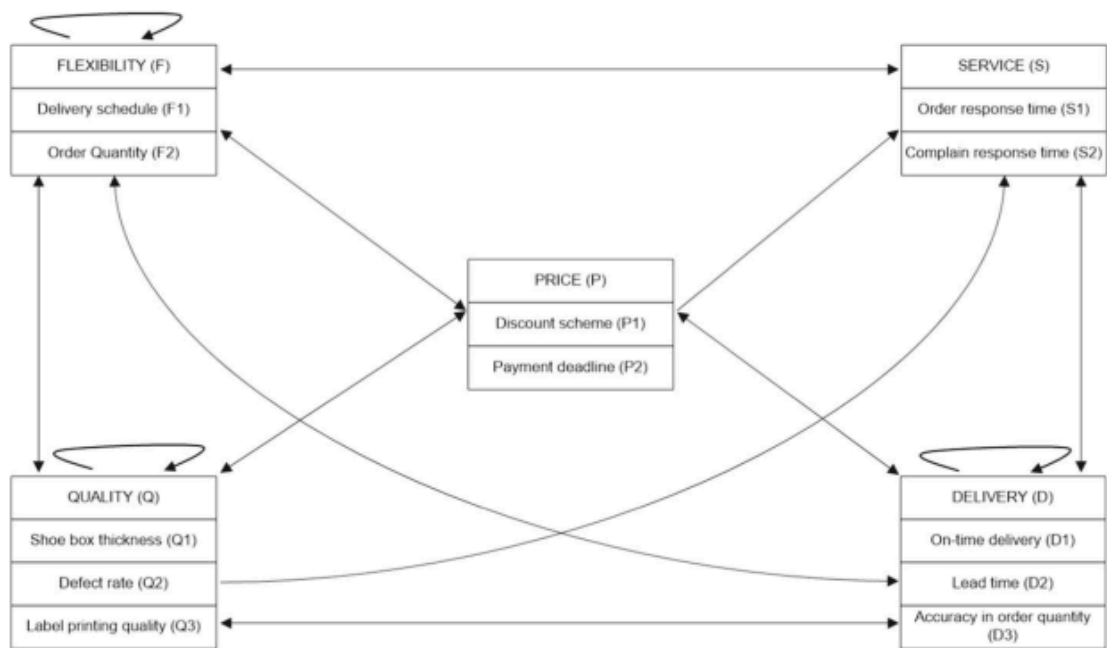 FLEXIBILITY (F)
Delivery schedule (F1)
Order Quantity (F2)
SERVICE (S)
Order response time (S1)
Complain response time (S2)
PRICE (P)
Discount scheme (P1)
Payment deadline (P2)
QUALITY (Q)
Shoe box thickness (Q1)
Defect rate (Q2)
Label printing quality (Q3)
DELIVERY (D)
On-time delivery (D1)
Lead time (D2)
Accuracy in order quantity
(D3)